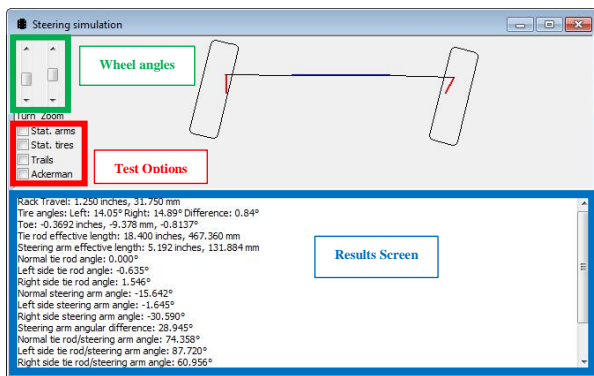 Steering simulation
Wheel angles
Turn Zoom
Stat. arms
Stat. tires
Trails
Ackerman
Test Options
Rack Travel: 1.250 inches, 31.750 mm
Tire angles: Left: 14.05° Right: 14.89° Difference: 0.84°
Toe: -0.3692 inches, -9.378 mm, -0.8137°
Tie rod effective length: 18.400 inches, 467.360 mm
Steering arm effective length: 5.192 inches, 131.884 mm
Normal tie rod angle: 0.000°
Left side tie rod angle: -0.635°
Right side tie rod angle: 1.546°
Normal steering arm angle: -15.642°
Left side steering arm angle: -1.645°
Right side steering arm angle: -30.590°
Steering arm angular difference: 28.945°
Normal tie rod/steering arm angle: 74.358°
Left side tie rod/steering arm angle: 87.720°
Right side tie rod/steering arm angle: 60.956°
Results Screen